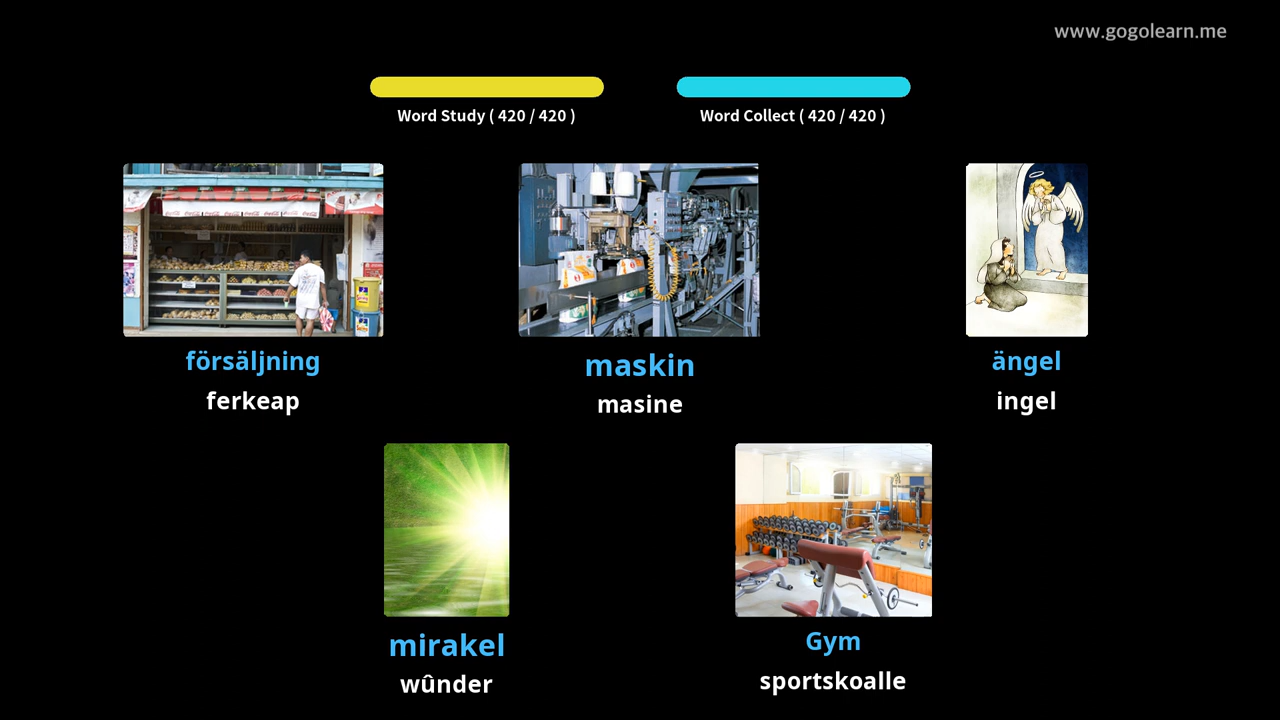 www.gogolearn.me
Word Study ( 420 / 420 )
Word Collect ( 420 / 420 )
försäljning
maskin
ängel
ferkeap
masine
ingel
mirakel
Gym
wûnder
sportskoalle